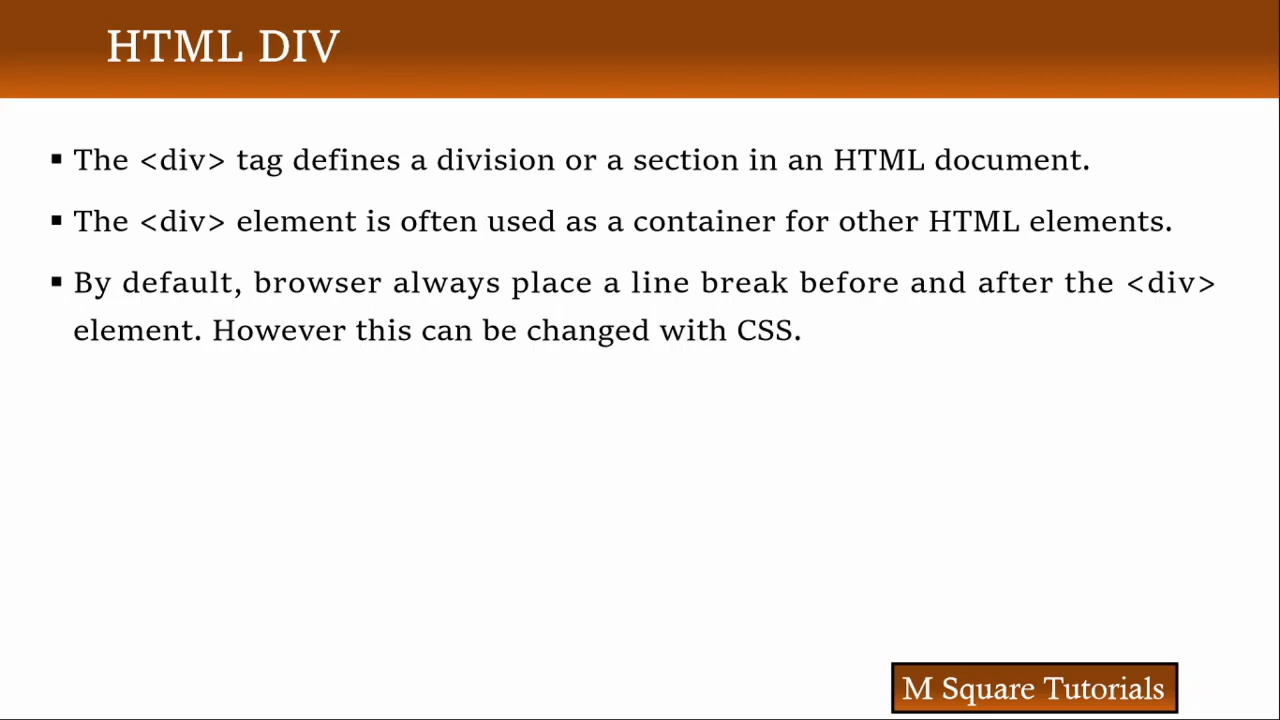 HTML DIV
▪ The <div> tag defines a division or a section in an HTML document.
▪ The <div> element is often used as a container for other HTML elements.
▪ By default, browser always place a line break before and after the <div>
element. However this can be changed with CSS.
M Square Tutorials